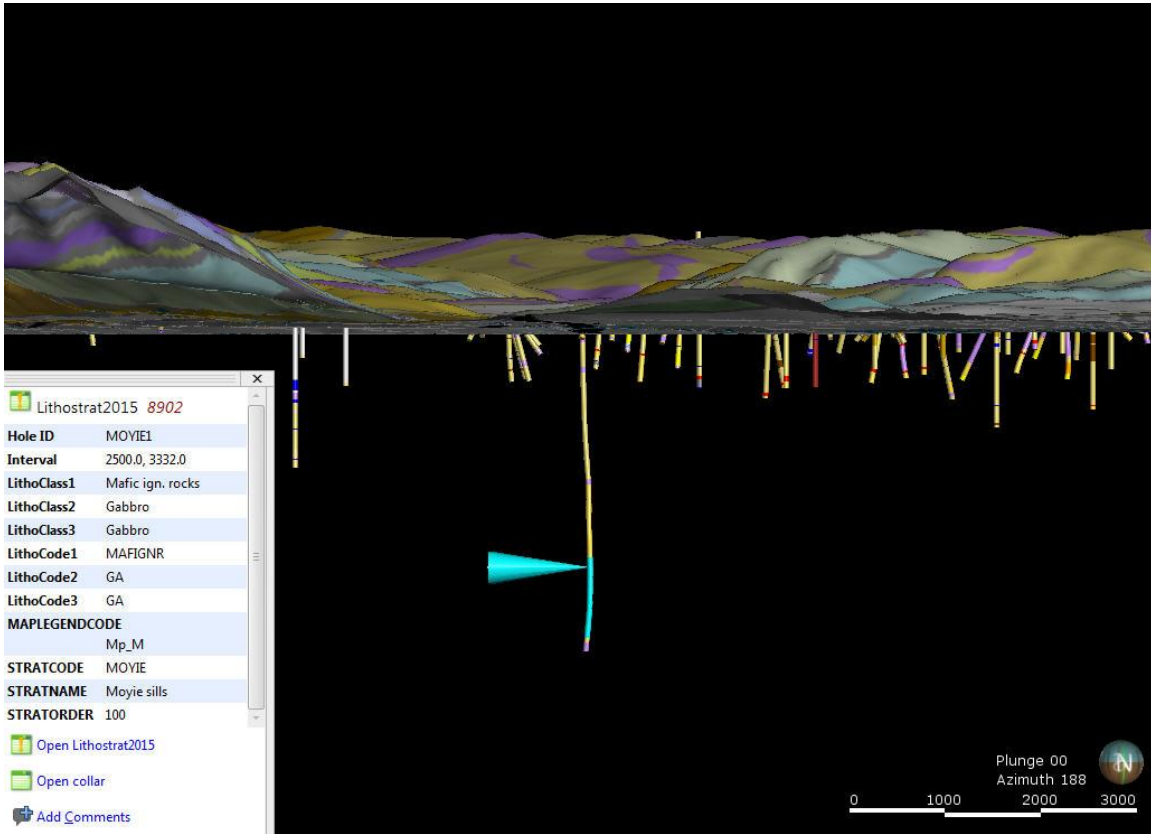 ×
Lithostrat2015 8902
Hole ID MOYIE1
Interval 2500.0, 3332.0
LithoClass1 Mafic ign. rocks
LithoClass2 Gabbro
LithoClass3 Gabbro
LithoCode1 MAFIGNR
LithoCode2 GA
LithoCode3 GA
MAPLEGENDCODE
Mp_M
STRATCODE MOYIE
STRATNAME Moyie sills
STRATORDER 100
Open Lithostrat2015
Open collar
Add Comments
Plunge 00
Azimuth 188
N
0 1000 2000 3000